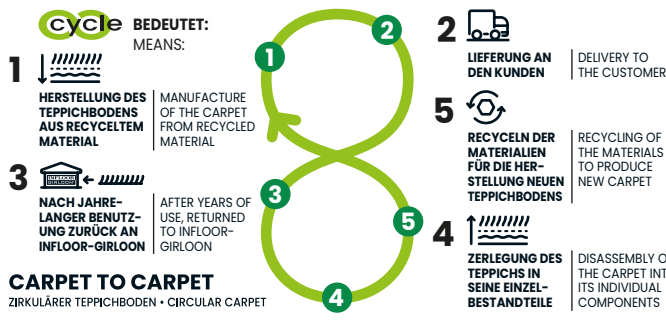 cycle BEDEUTET:
MEANS:
1
HERSTELLUNG DES
TEPPICHBODENS
AUS RECYCELTEM
MATERIAL
MANUFACTURE
OF THE CARPET
FROM RECYCLED
MATERIAL
3
INFLOOR
GIRLOON
NACH JAHRE-
LANGER BENUTZ-
UNG ZURÜCK AN
INFLOOR-GIRLOON
AFTER YEARS OF
USE, RETURNED
TO INFLOOR-
GIRLOON
CARPET TO CARPET
ZIRKULÄRER TEPPICHBODEN • CIRCULAR CARPET
1
2
3
5
4
2
LIEFERUNG AN
DEN KUNDEN
DELIVERY TO
THE CUSTOMER
5
RECYCELN DER
MATERIALIEN
FÜR DIE HER-
STELLUNG NEUEN
TEPPICHBODENS
RECYCLING OF
THE MATERIALS
TO PRODUCE
NEW CARPET
4
ZERLEGUNG DES
TEPPICHS IN
SEINE EINZEL-
BESTANDTEILE
DISASSEMBLY O
THE CARPET INT
ITS INDIVIDUAL
COMPONENTS